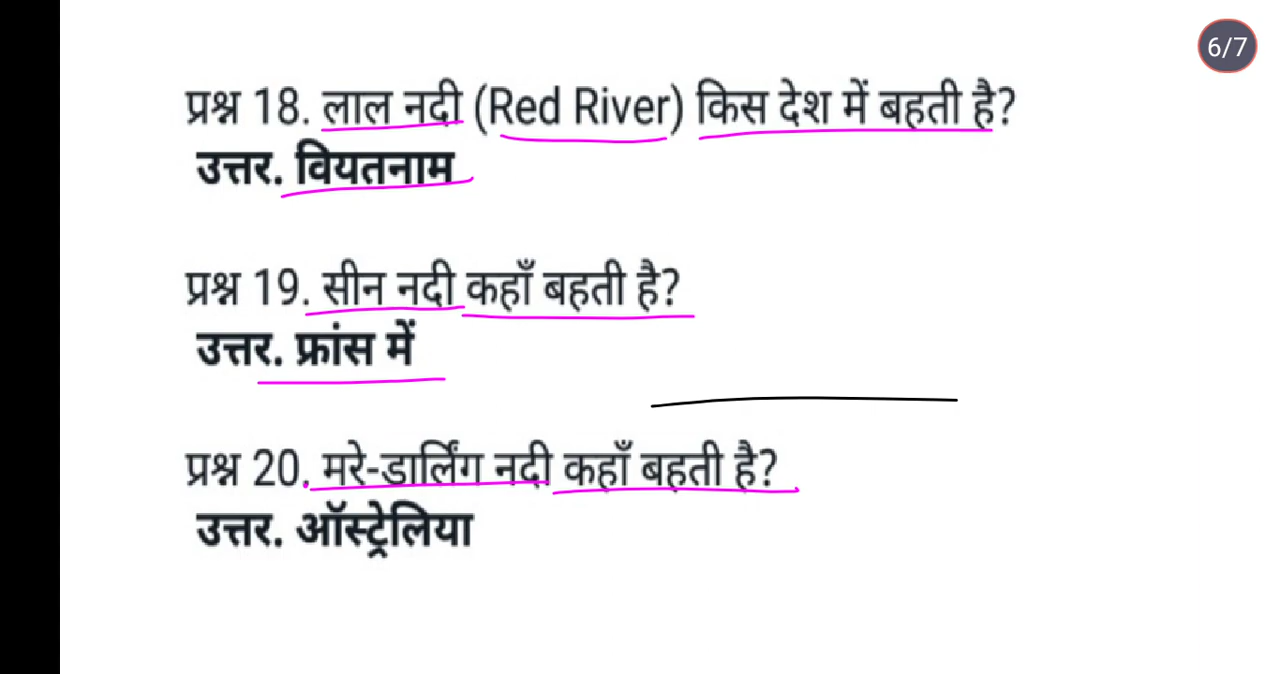 6/7
प्रश्न 18. लाल नदी (Red River) किस देश में बहती है?
उत्तर. वियतनाम
प्रश्न 19. सीन नदी कहाँ बहती है?
उत्तर. फ्रांस में
प्रश्न 20. मरे-डार्लिंग नदी कहाँ बहती है?
उत्तर. ऑस्ट्रेलिया